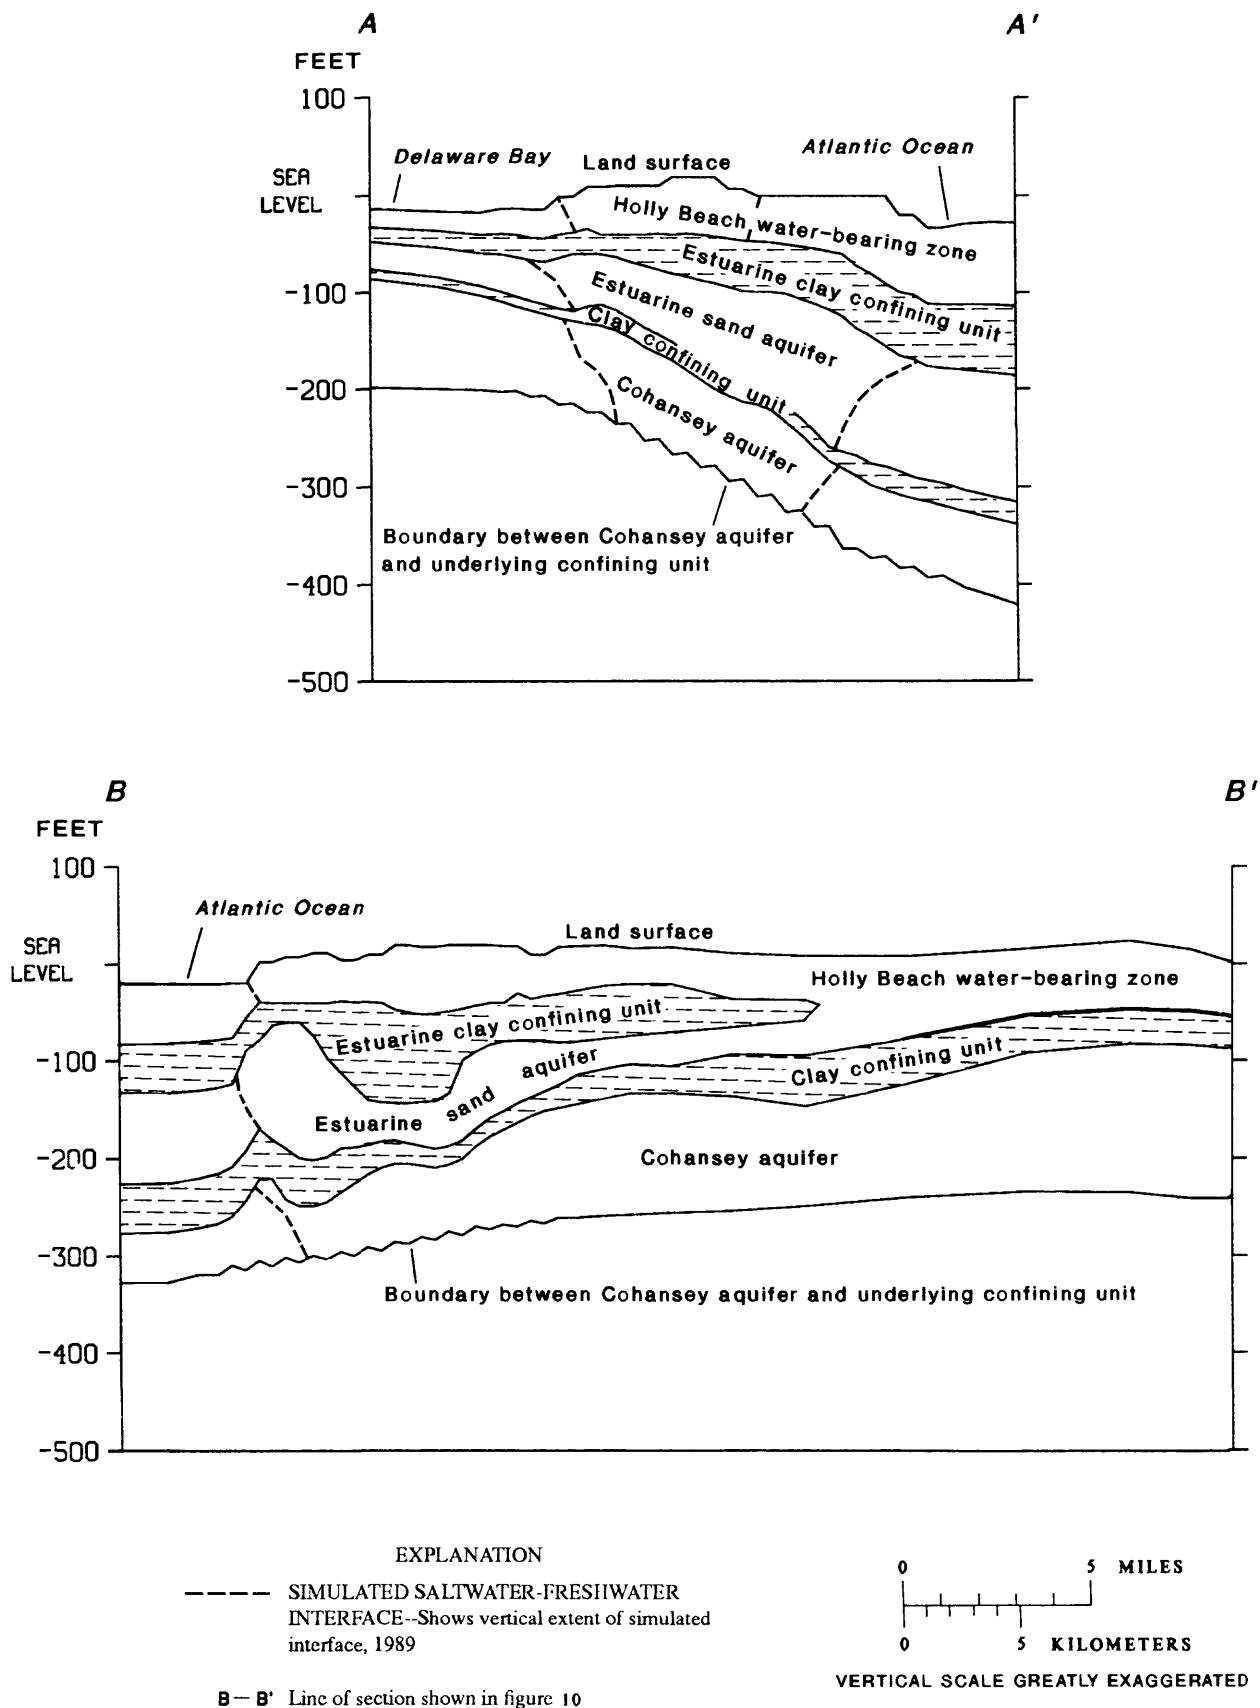 A A'
FEET
100
Delaware Bay
Land surface
Atlantic Ocean
SEA
LEVEL
Holly Beach water-bearing zone
Estuarine clay confining unit
-100
Estuarine sand aquifer
Clay confining unit
-200
Cohansey aquifer
-300
Boundary between Cohansey aquifer
and underlying confining unit
-400
-500
B B'
FEET
100
Atlantic Ocean
Land surface
SEA
LEVEL
Holly Beach water-bearing zone
Estuarine clay confining unit
-100
Clay confining unit
Estuarine sand aquifer
-200
Cohansey aquifer
-300
Boundary between Cohansey aquifer and underlying confining unit
-400
-500
EXPLANATION
SIMULATED SALTWATER-FRESHWATER
INTERFACE--Shows vertical extent of simulated
interface, 1989
B—B' Line of section shown in figure 10
0 5 MILES
0 5 KILOMETERS
VERTICAL SCALE GREATLY EXAGGERATED